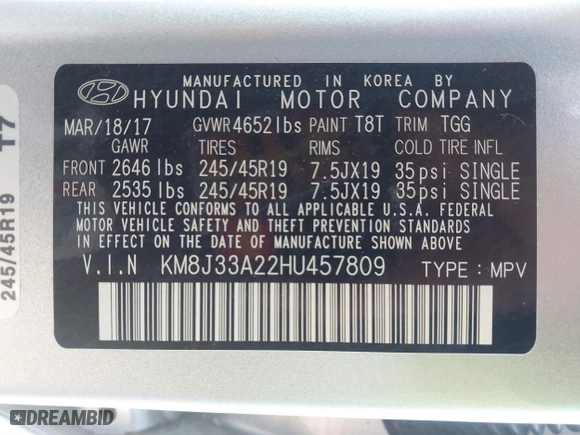 MANUFACTURED IN KOREA BY
HYUNDAI MOTOR COMPANY
MAR/18/17 GVWR 4652 lbs PAINT T8T TRIM TGG
GAWR TIRES RIMS COLD TIRE INFL
FRONT 2646 lbs 245/45R19 7.5JX19 35psi SINGLE
REAR 2535 lbs 245/45R19 7.5JX19 35psi SINGLE
THIS VEHICLE CONFORMS TO ALL APPLICABLE U.S.A. FEDERAL
MOTOR VEHICLE SAFETY AND THEFT PREVENTION STANDARDS
IN EFFECT ON THE DATE OF MANUFACTURE SHOWN ABOVE.
V.I.N KM8J33A22HU457809 TYPE : MPV
245/45R19 T7
DREAMBID